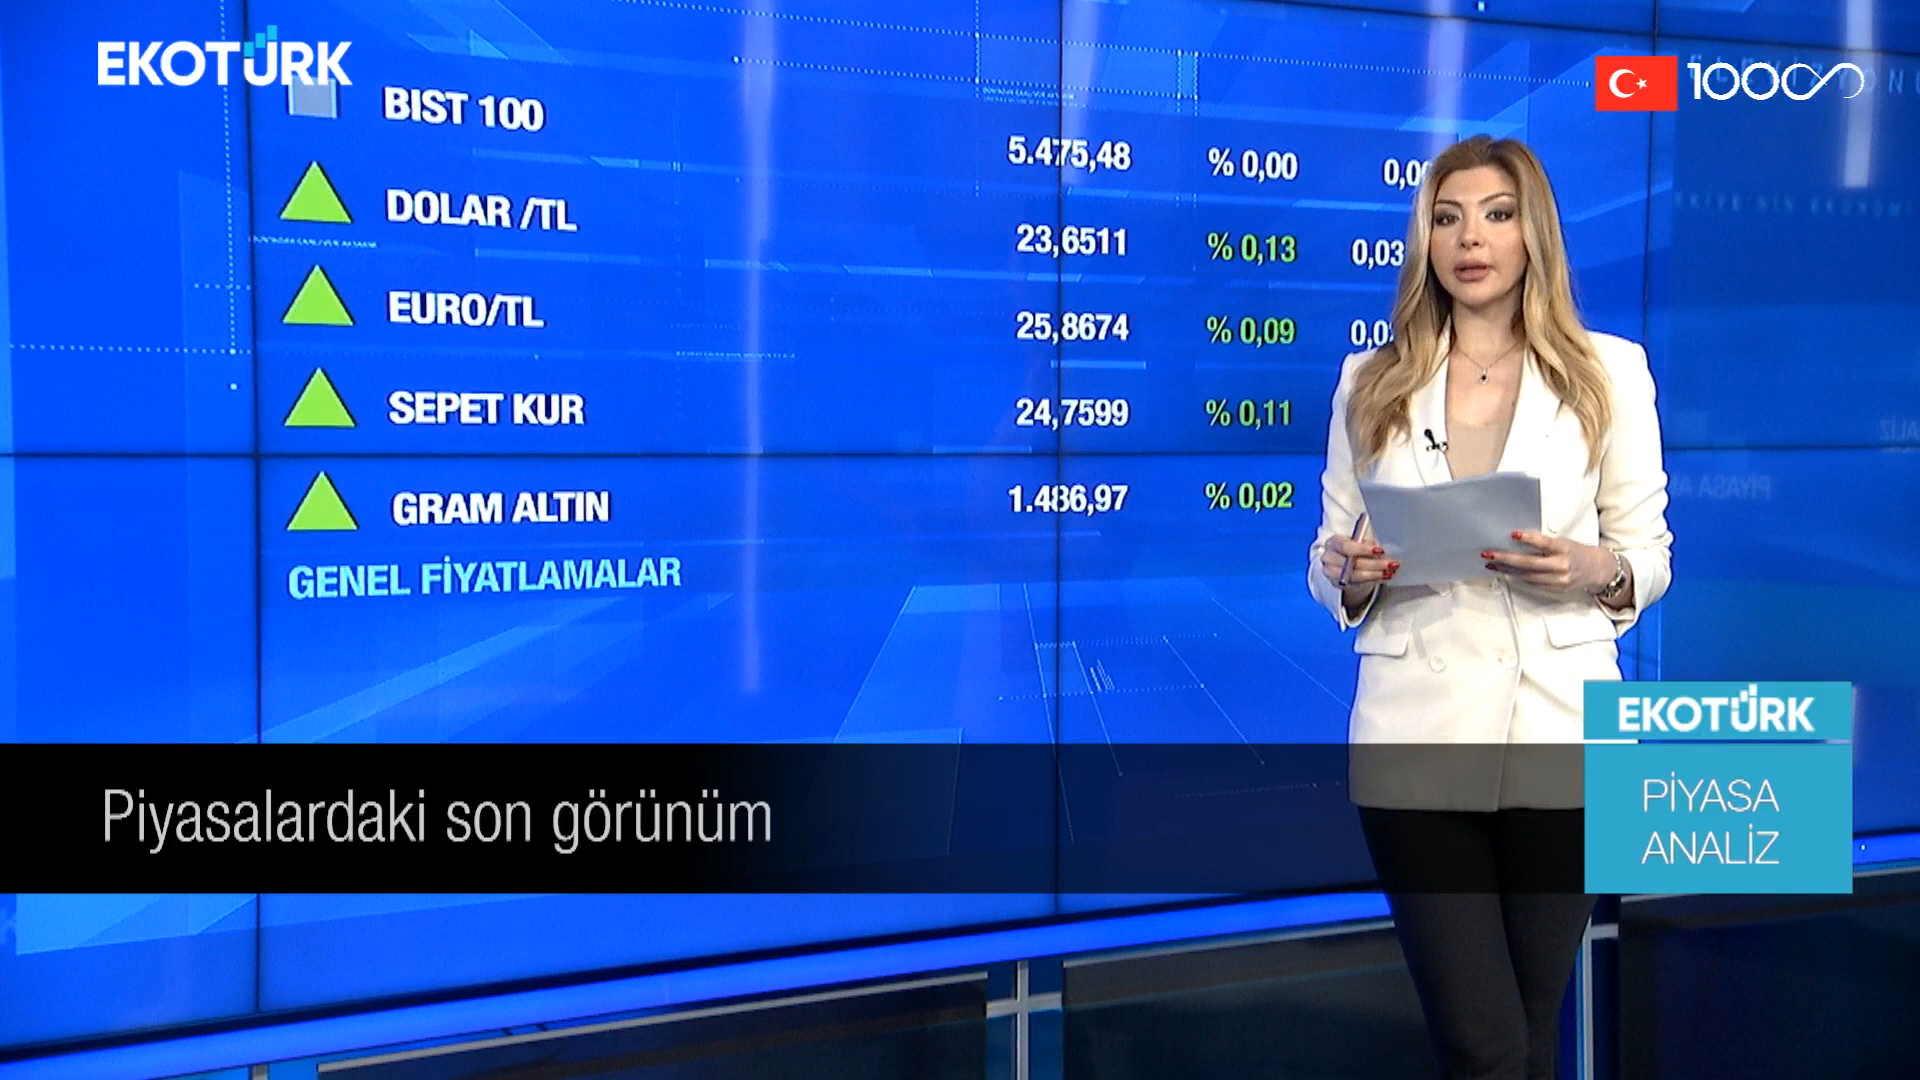 EKOTÜRK
100
BIST 100 5.475,48 % 0,00
DOLAR /TL 23,6511 % 0,13 0,03
EURO/TL 25,8674 % 0,09
SEPET KUR 24,7599 % 0,11
GRAM ALTIN 1.486,97 % 0,02
GENEL FİYATLAMALAR
EKOTÜRK
Piyasalardaki son görünüm
PİYASA
ANALİZ